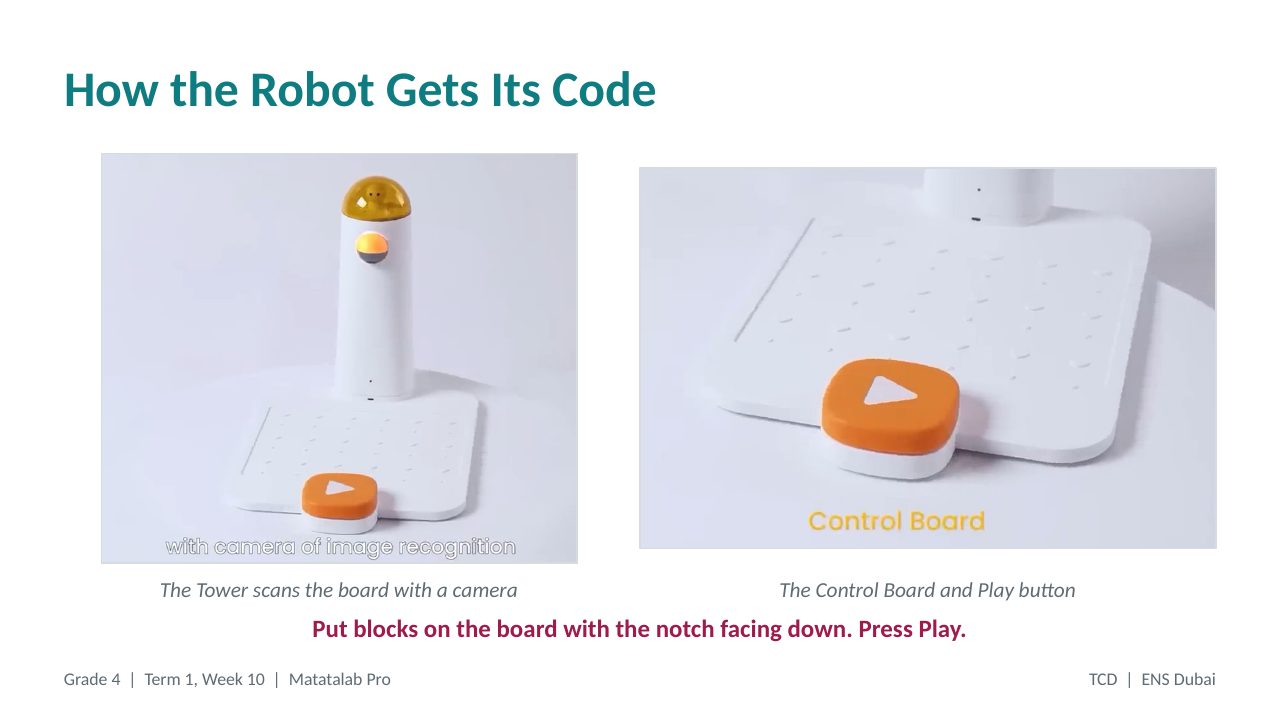 How the Robot Gets Its Code
with camera of image recognition
Control Board
The Tower scans the board with a camera
The Control Board and Play button
Put blocks on the board with the notch facing down. Press Play.
Grade 4 | Term 1, Week 10 | Matatalab Pro
TCD | ENS Dubai